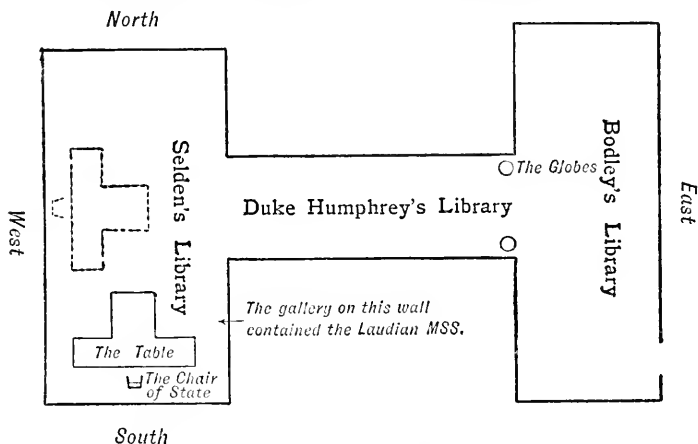 North
West
Selden's Library
Duke Humphrey's Library
The Globes
Bodley's Library
East
The gallery on this wall
contained the Laudian MSS.
The Table
The Chair
of State
South